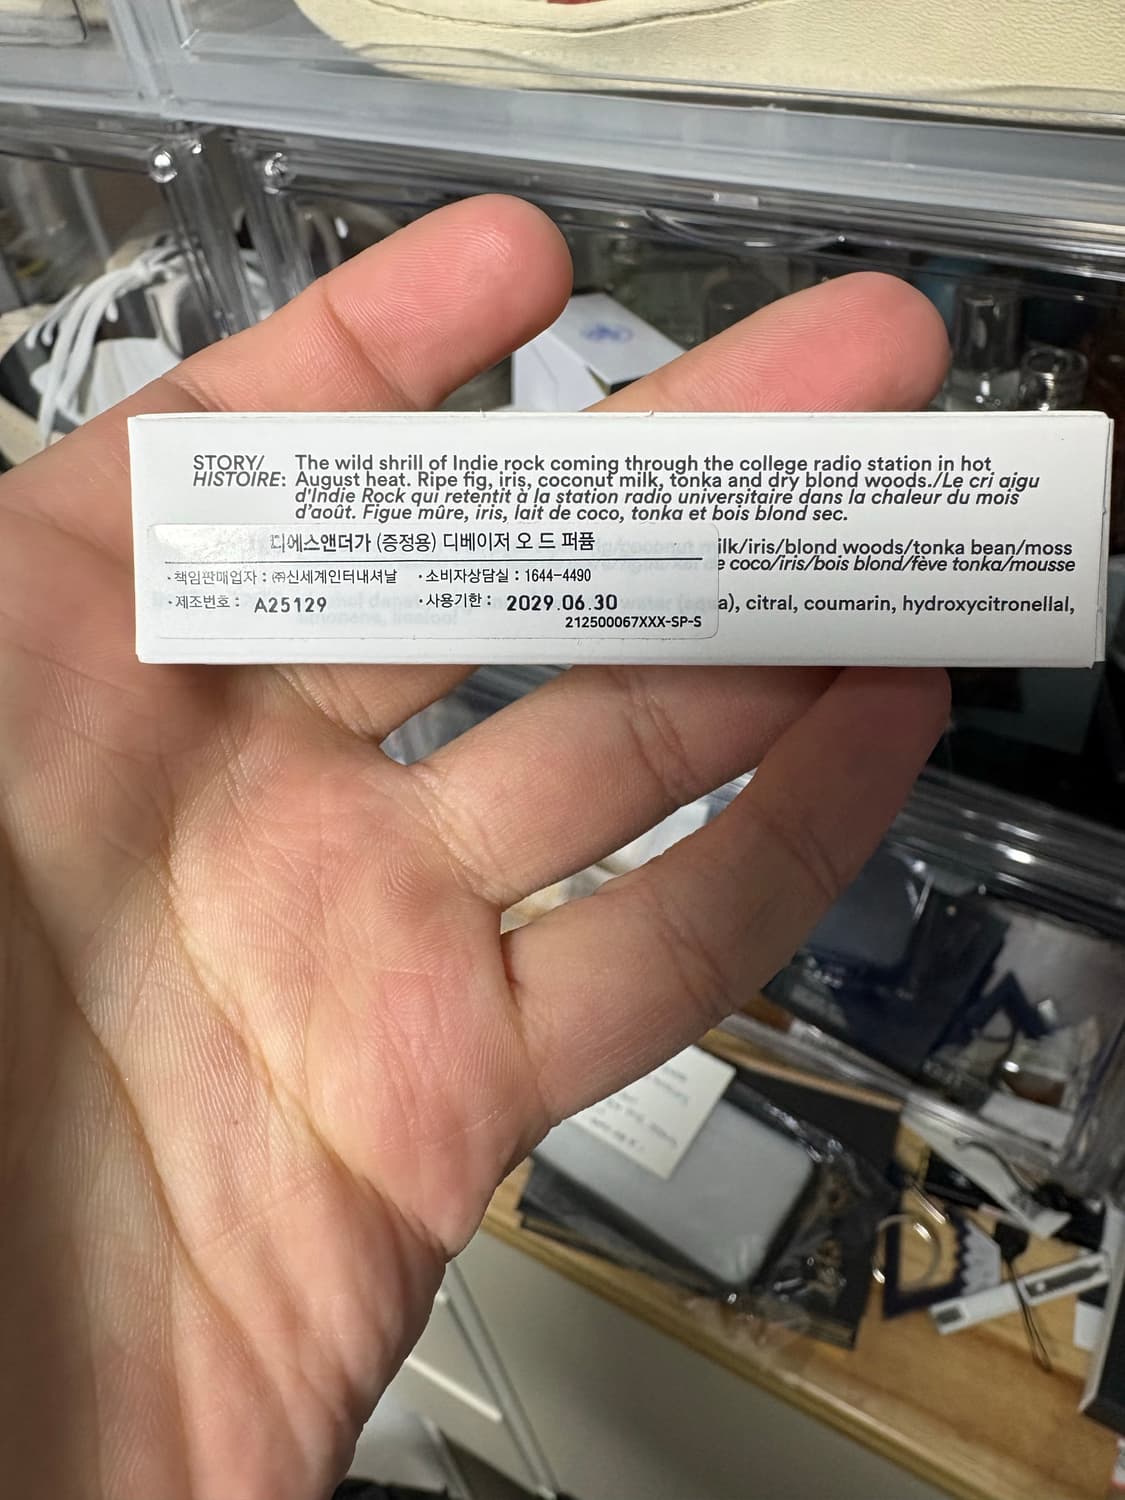 STORY/
HISTOIRE:
The wild shrill of Indie rock coming through the college radio station in hot
August heat. Ripe fig, iris, coconut milk, tonka and dry blond woods./Le cri aigu
d'Indie Rock qui retentit à la station radio universitaire dans la chaleur du mois
d'août. Figue mûre, iris, lait de coco, tonka et bois blond sec.
디에스앤더가 (증정용) 디베이저 오 드 퍼퓸
ilk/iris/blond woods/tonka bean/moss
e coco/iris/bois blond/fève tonka/mousse
·책임판매업자 : ㈜신세계인터내셔날 ·소비자상담실 : 1644-4490
·제조번호 : A25129 ·사용기한 : 2029.06.30
a), citral, coumarin, hydroxycitronellal,
212500067XXX-SP-S